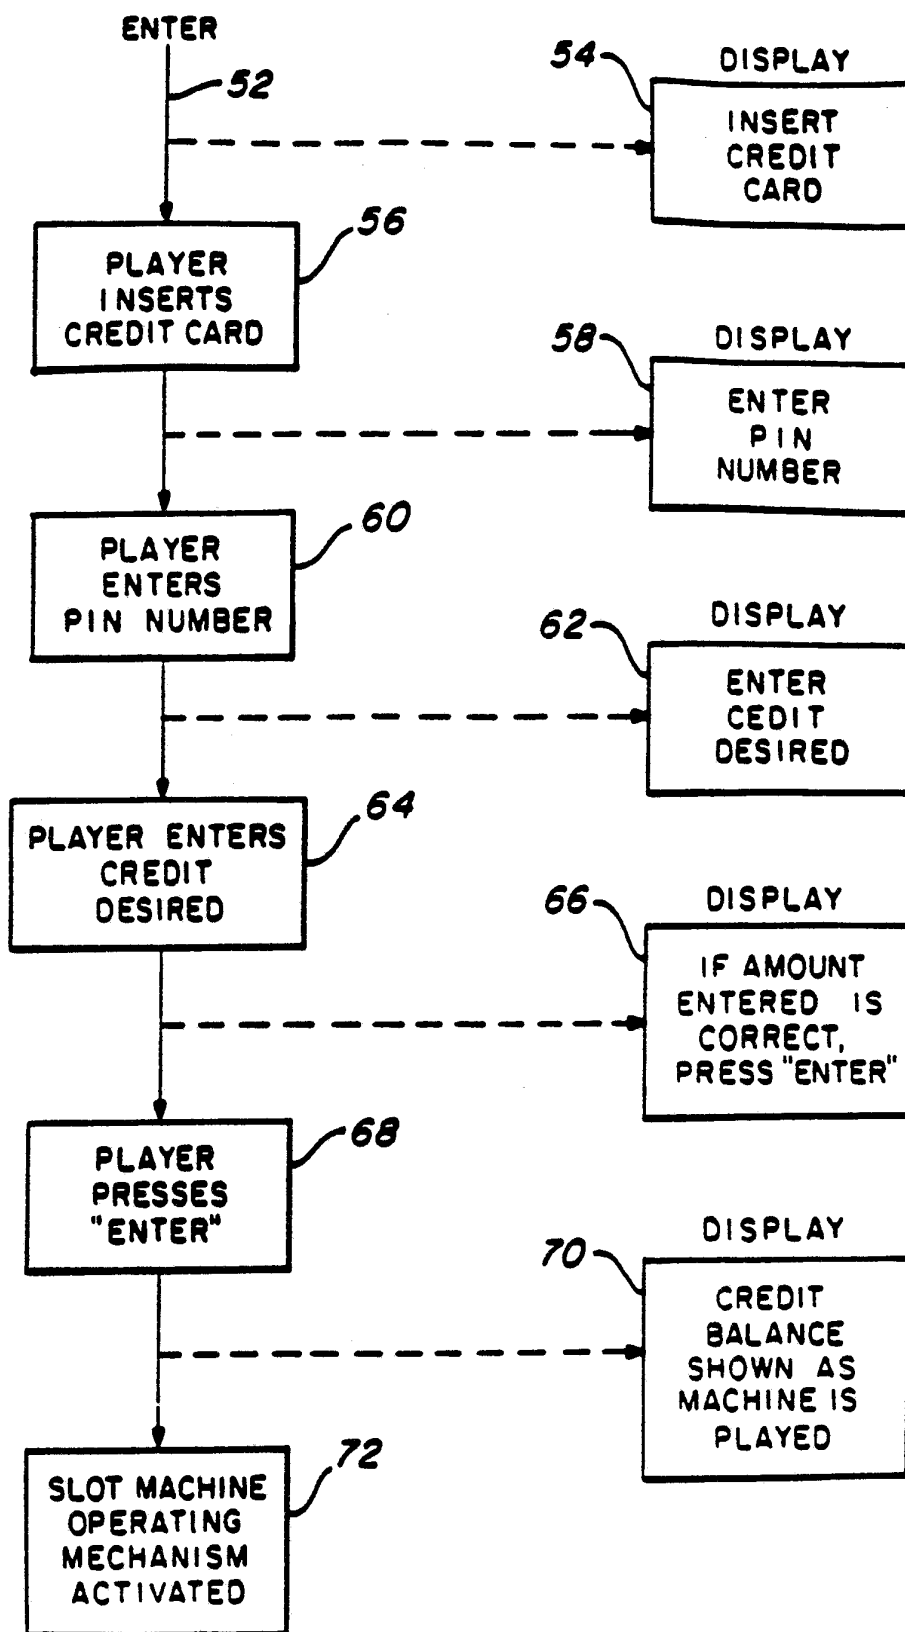 ENTER
52
54
DISPLAY
INSERT
CREDIT
CARD
56
PLAYER
INSERTS
CREDIT CARD
58
DISPLAY
ENTER
PIN
NUMBER
60
PLAYER
ENTERS
PIN NUMBER
62
DISPLAY
ENTER
CEDIT
DESIRED
64
PLAYER ENTERS
CREDIT
DESIRED
66
DISPLAY
IF AMOUNT
ENTERED IS
CORRECT,
PRESS "ENTER"
68
PLAYER
PRESSES
"ENTER"
70
DISPLAY
CREDIT
BALANCE
SHOWN AS
MACHINE IS
PLAYED
72
SLOT MACHINE
OPERATING
MECHANISM
ACTIVATED